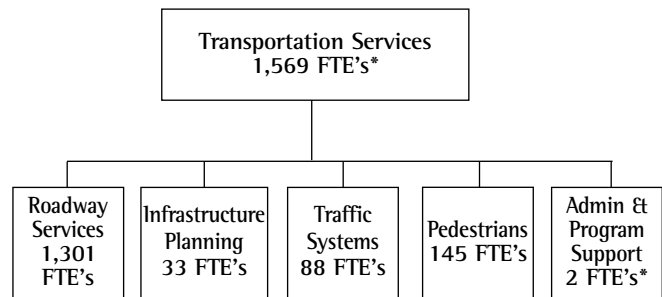 Transportation Services
1,569 FTE's*
Roadway
Services
1,301
FTE's
Infrastructure
Planning
33 FTE's
Traffic
Systems
88 FTE's
Pedestrians
145 FTE's
Admin &
Program
Support
2 FTE's*